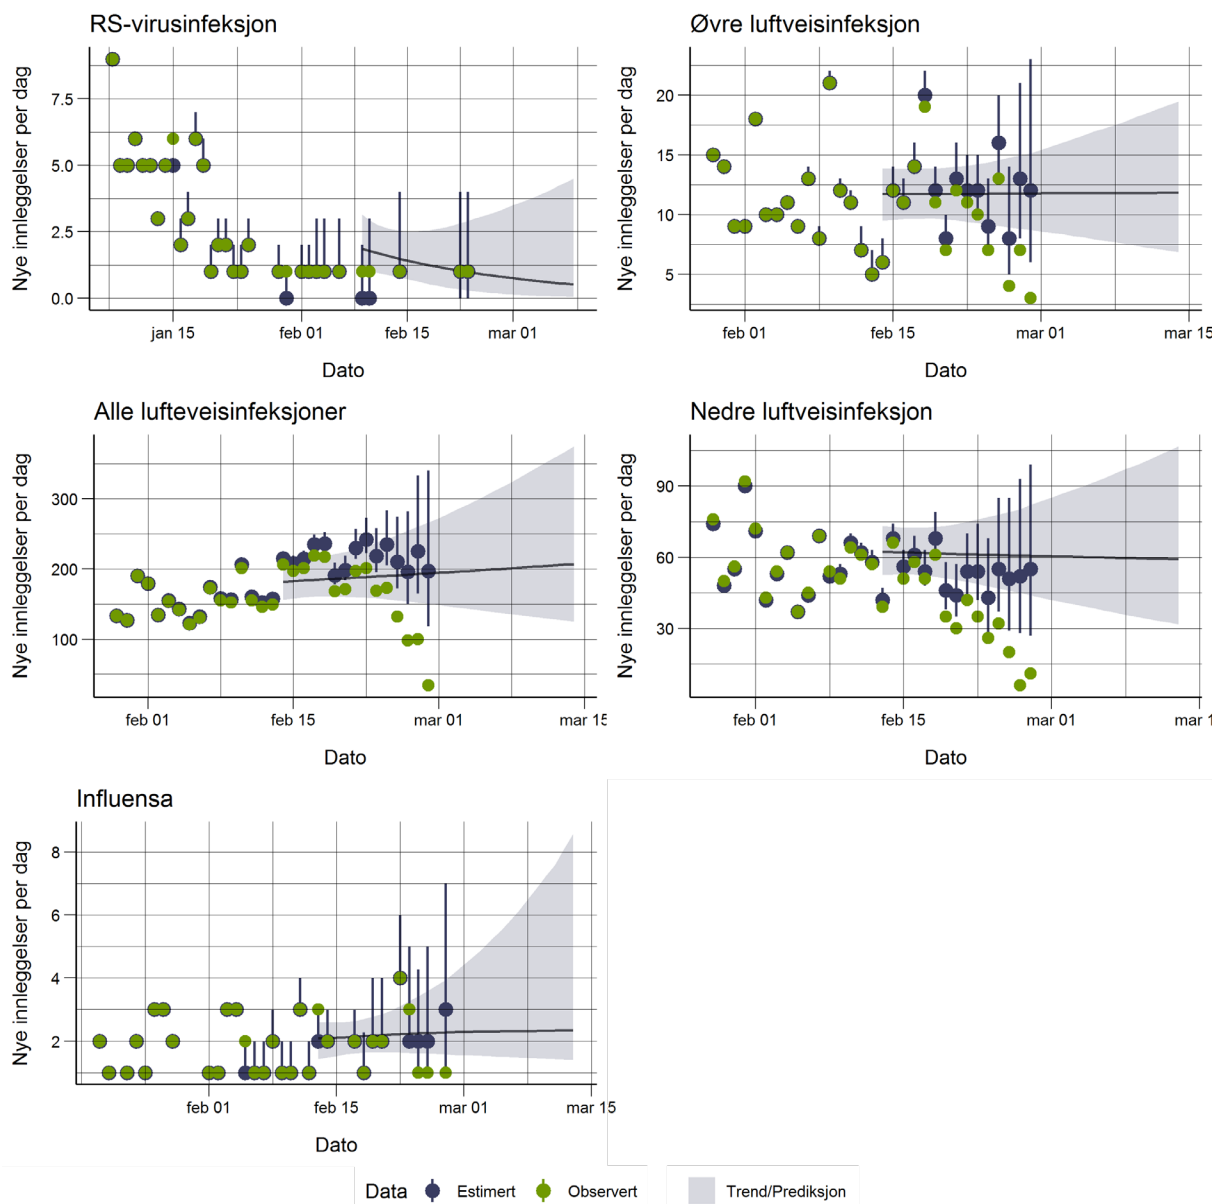 RS-virusinfeksjon
Nye innleggelser per dag
7.5
5.0
2.5
0.0
jan 15
feb 01
feb 15
mar 01
Dato
Øvre luftveisinfeksjon
Nye innleggelser per dag
20
15
10
5
feb 01
feb 15
mar 01
mar 15
Dato
Alle lufteveisinfeksjoner
Nye innleggelser per dag
300
200
100
feb 01
feb 15
mar 01
mar 15
Dato
Nedre luftveisinfeksjon
Nye innleggelser per dag
90
60
30
feb 01
feb 15
mar 01
mar 1
Dato
Influensa
Nye innleggelser per dag
8
6
4
2
feb 01
feb 15
mar 01
mar 15
Dato
Data Estimert Observert Trend/Prediksjon